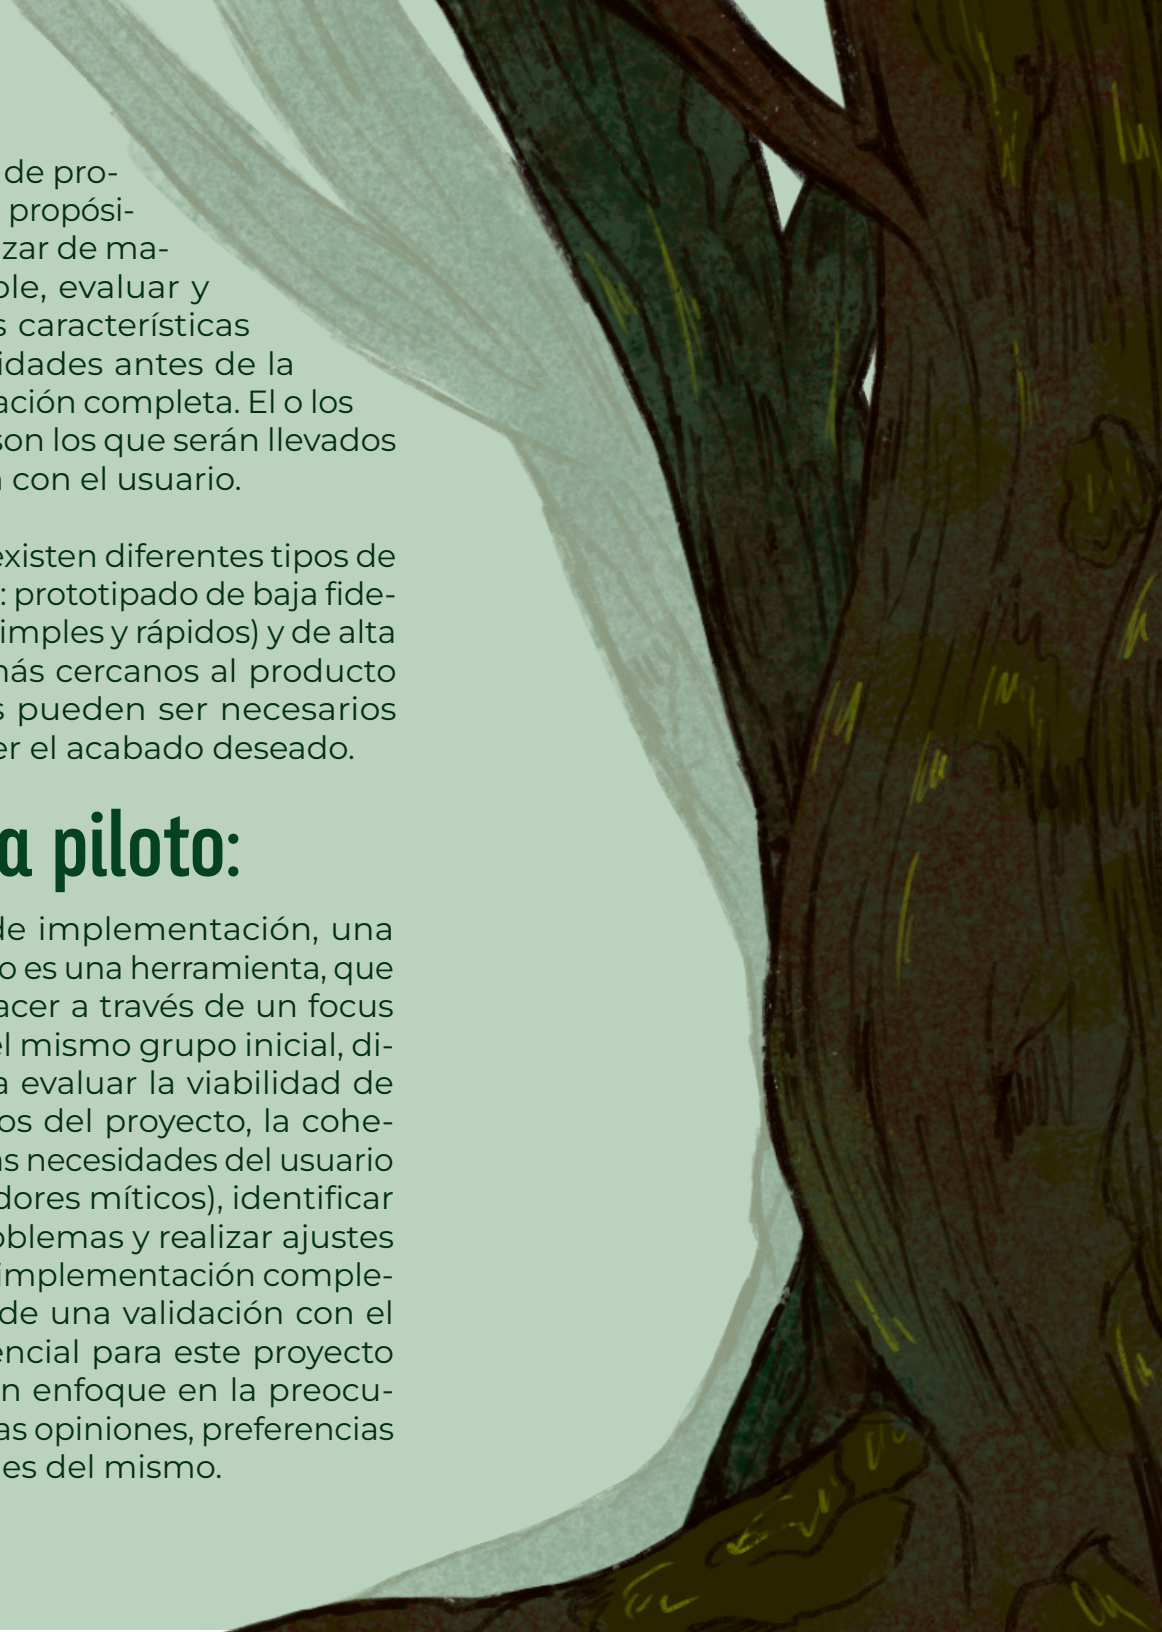 de pro-
propósi-
zar de ma-
ble, evaluar y
s características
idades antes de la
ación completa. El o los
son los que serán llevados
con el usuario.
existen diferentes tipos de
: prototipado de baja fide-
imples y rápidos) y de alta
más cercanos al producto
s pueden ser necesarios
er el acabado deseado.
a piloto:
de implementación, una
o es una herramienta, que
acer a través de un focus
el mismo grupo inicial, di-
a evaluar la viabilidad de
os del proyecto, la cohe-
as necesidades del usuario
dores míticos), identificar
oblemas y realizar ajustes
implementación comple-
de una validación con el
encial para este proyecto
n enfoque en la preocu-
as opiniones, preferencias
es del mismo.